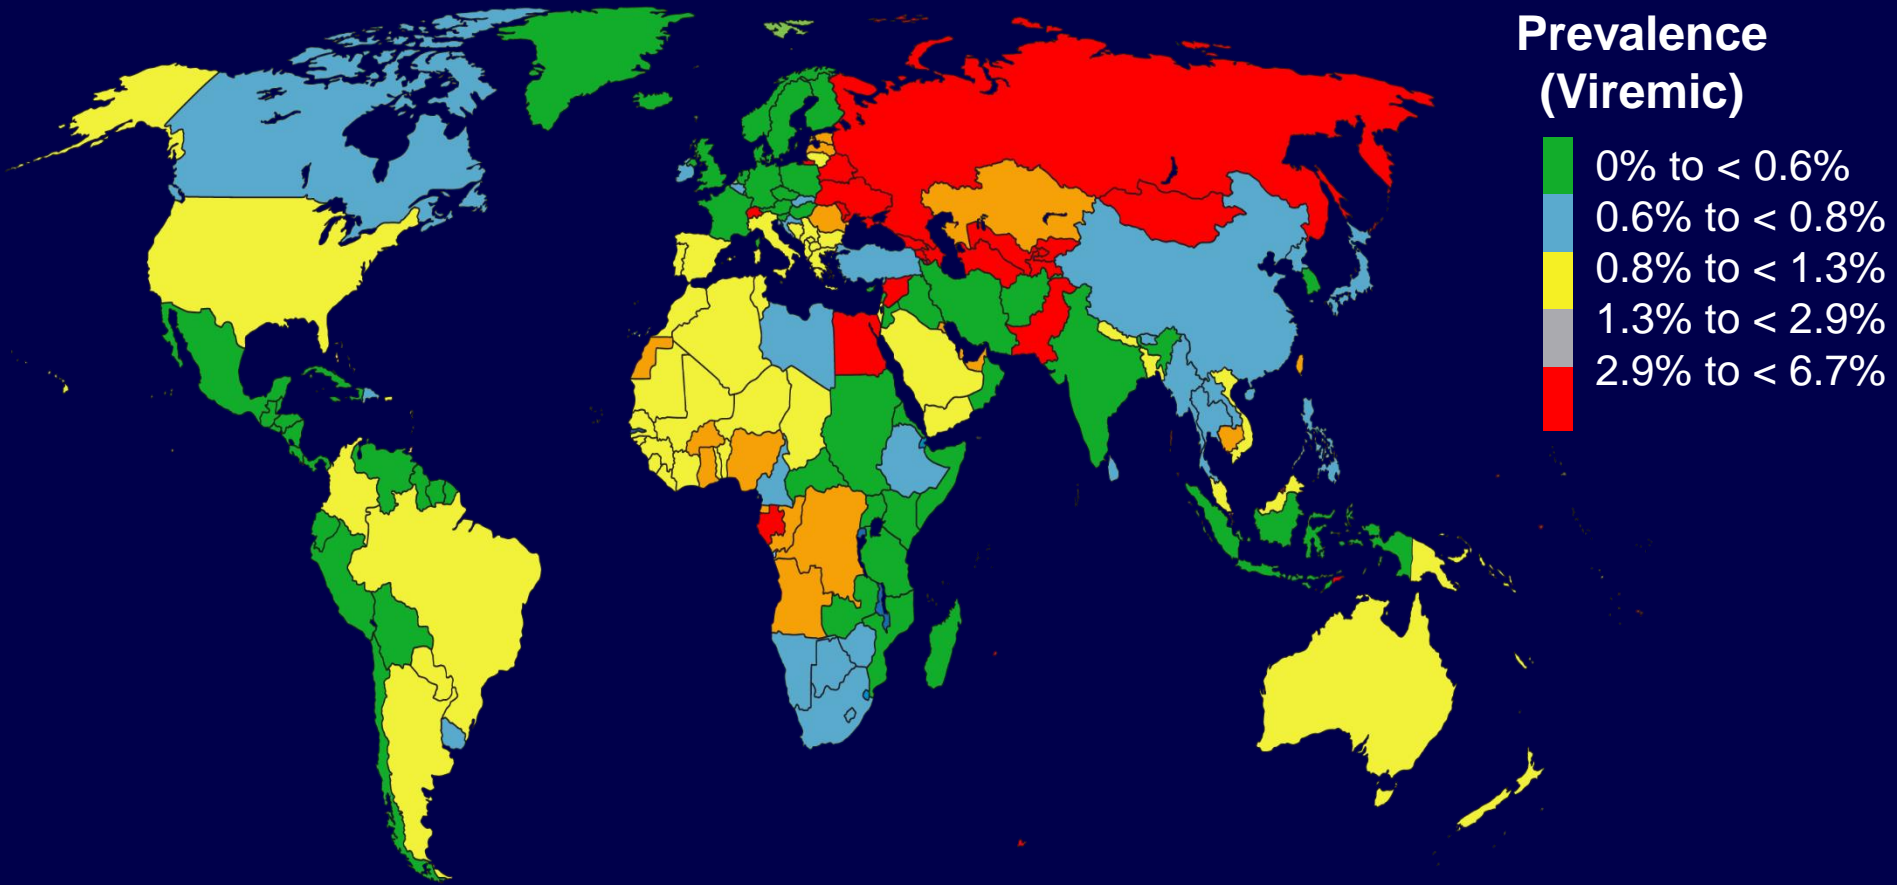 Prevalence
(Viremic)
0% to < 0.6%
0.6% to < 0.8%
0.8% to < 1.3%
1.3% to < 2.9%
2.9% to < 6.7%